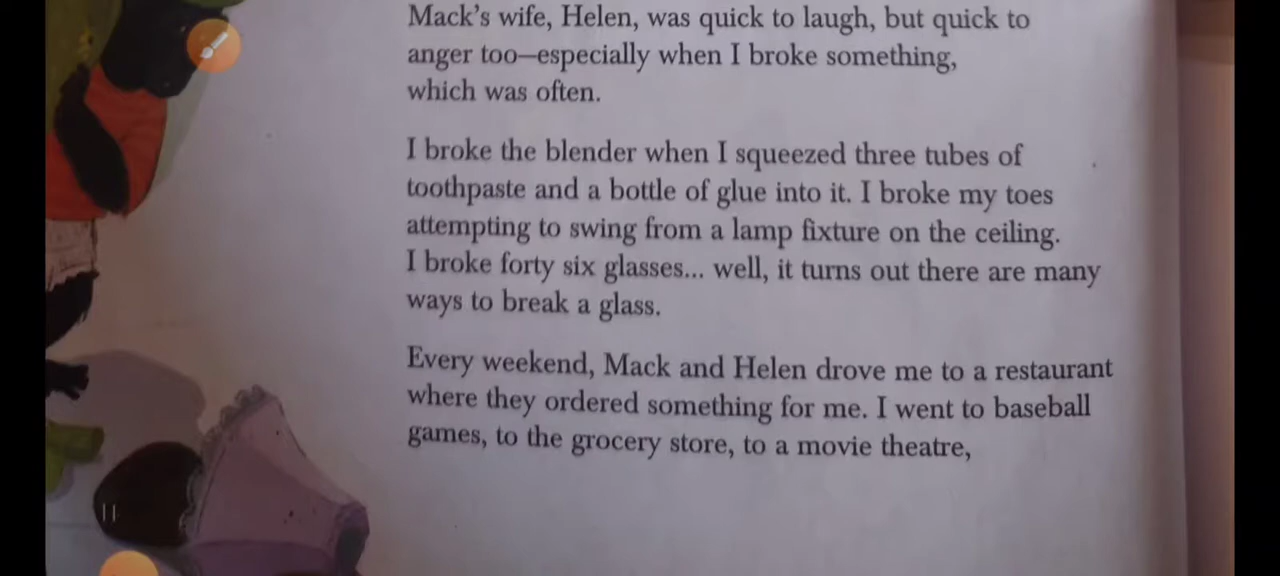 Mack's wife, Helen, was quick to laugh, but quick to
anger too—especially when I broke something,
which was often.
I broke the blender when I squeezed three tubes of
toothpaste and a bottle of glue into it. I broke my toes
attempting to swing from a lamp fixture on the ceiling.
I broke forty six glasses... well, it turns out there are many
ways to break a glass.
Every weekend, Mack and Helen drove me to a restaurant
where they ordered something for me. I went to baseball
games, to the grocery store, to a movie theatre,